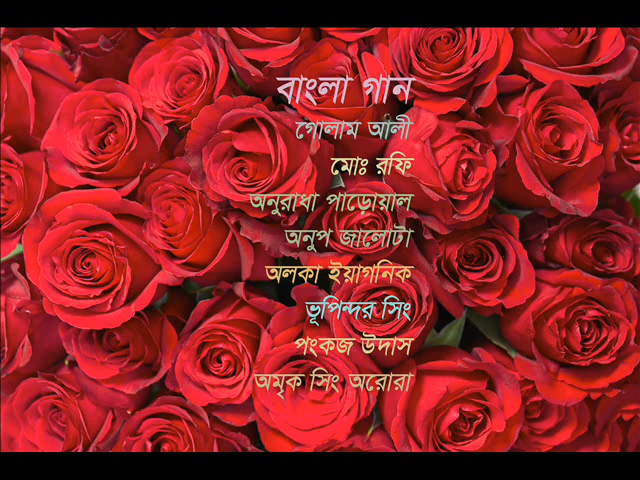 বাংলা গান
গোলাম আলী
মোঃ রফি
অনুরাধা পাড়োয়াল
অনুপ জালোটা
অলকা ইয়াগনিক
ভূপিন্দর সিং
পংকজ উদাস
অমৃক সিং অরোরা